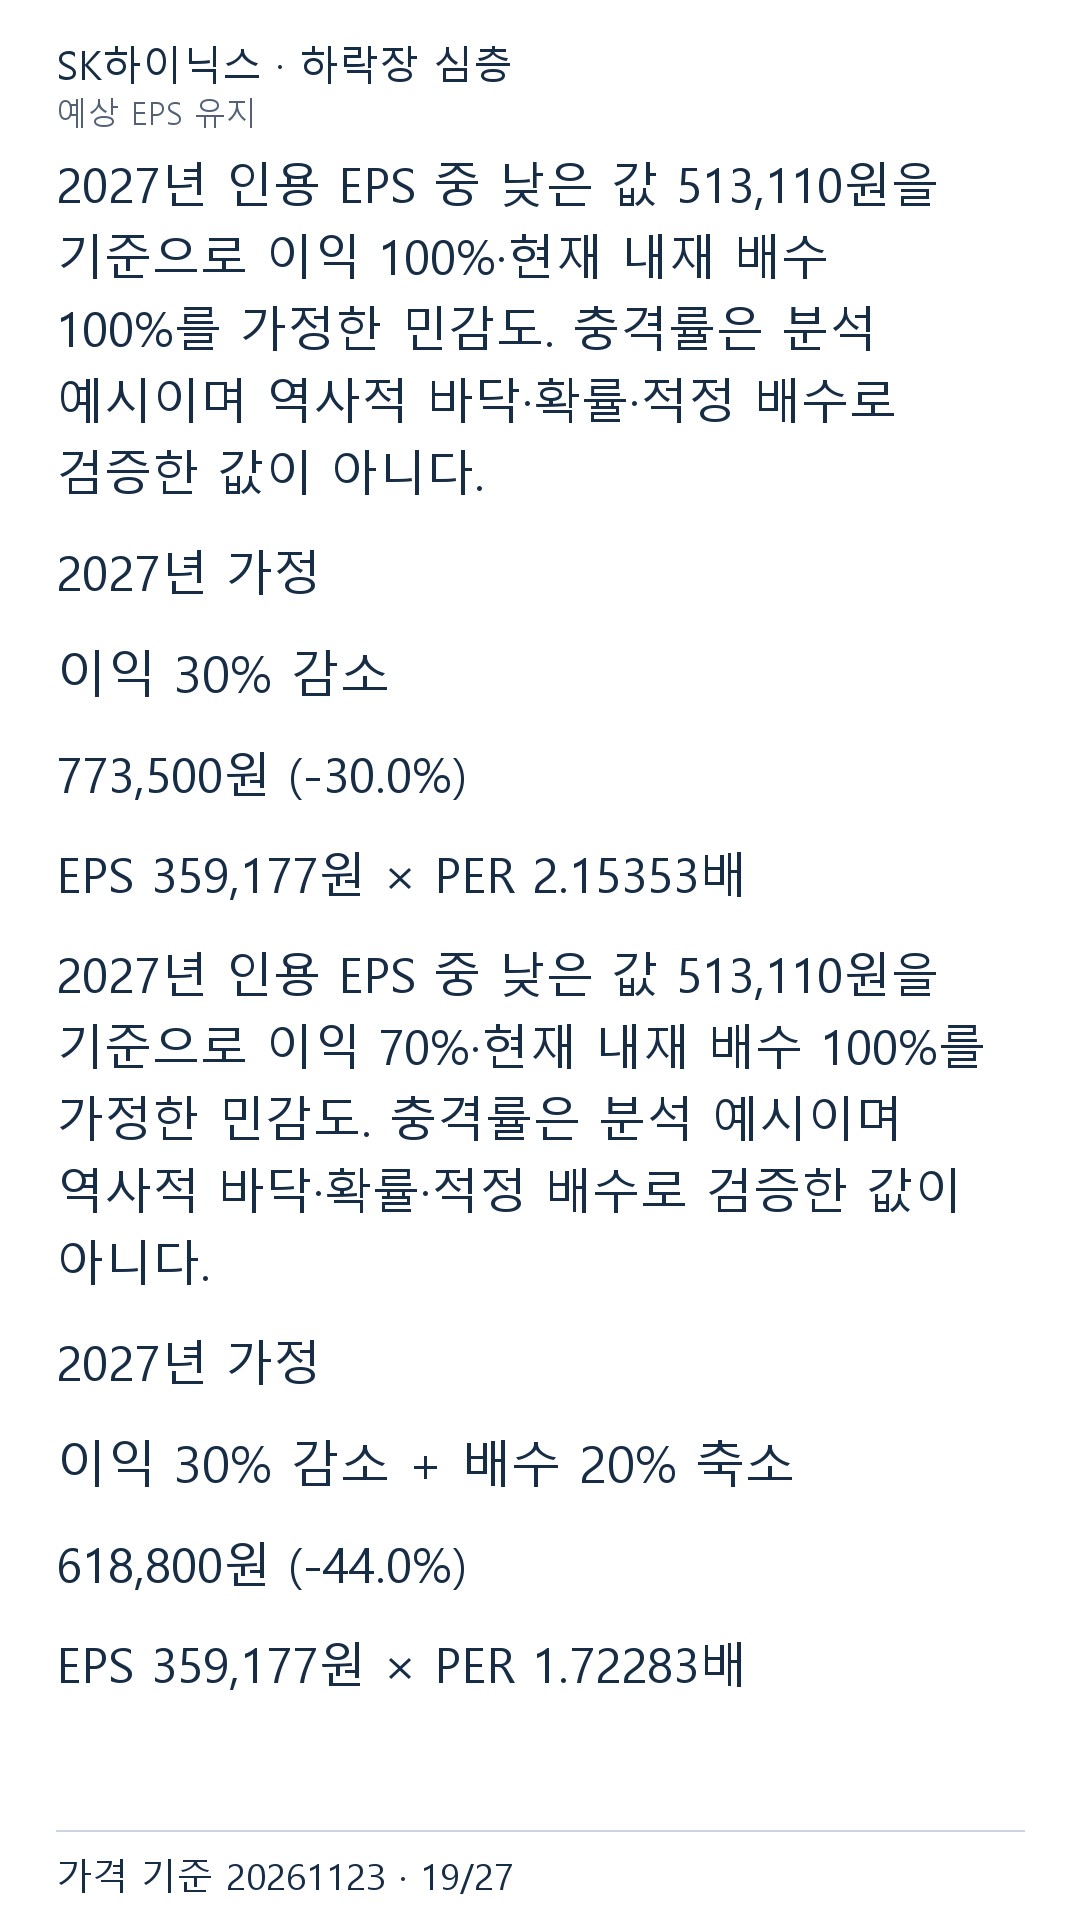 SK하이닉스 · 하락장 심층
예상 EPS 유지
2027년 인용 EPS 중 낮은 값 513,110원을
기준으로 이익 100%·현재 내재 배수
100%를 가정한 민감도. 충격률은 분석
예시이며 역사적 바닥·확률·적정 배수로
검증한 값이 아니다.
2027년 가정
이익 30% 감소
773,500원 (-30.0%)
EPS 359,177원 × PER 2.15353배
2027년 인용 EPS 중 낮은 값 513,110원을
기준으로 이익 70%·현재 내재 배수 100%를
가정한 민감도. 충격률은 분석 예시이며
역사적 바닥·확률·적정 배수로 검증한 값이
아니다.
2027년 가정
이익 30% 감소 + 배수 20% 축소
618,800원 (-44.0%)
EPS 359,177원 × PER 1.72283배
가격 기준 20261123 · 19/27